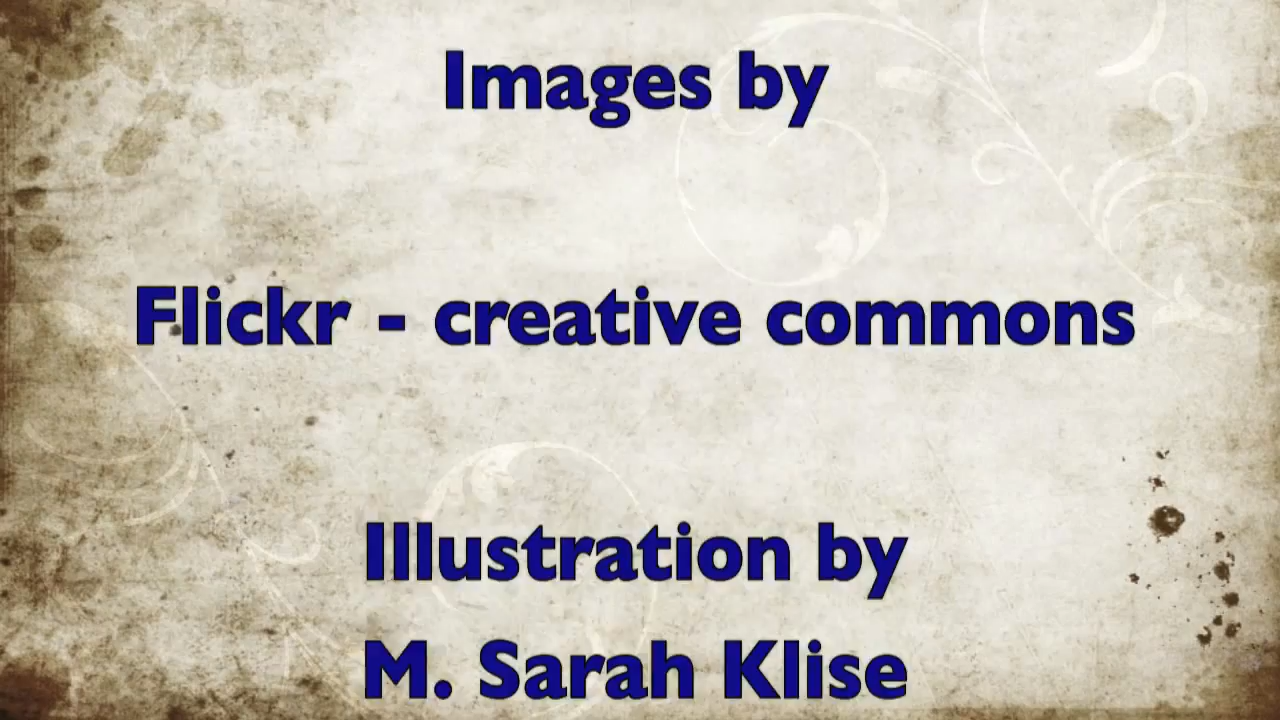 Images by
Flickr - creative commons
Illustration by
M. Sarah Klise